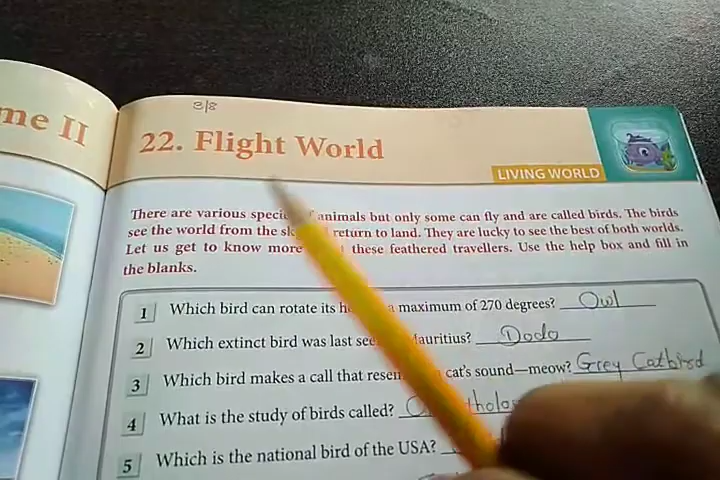 me II
3/8
22. Flight World
LIVING WORLD
There are various animals but only some can fly and are called birds. The birds
see the world from the return to land. They are lucky to see the best of both worlds.
Let us get to know more these feathered travellers. Use the help box and fill in
the blanks.
1 Which bird can rotate its maximum of 270 degrees? Owl
2 Which extinct bird was last Mauritius? Dodo
3 Which bird makes a call that cat's sound—meow? Grey Catbird
4 What is the study of birds called?
5 Which is the national bird of the USA?